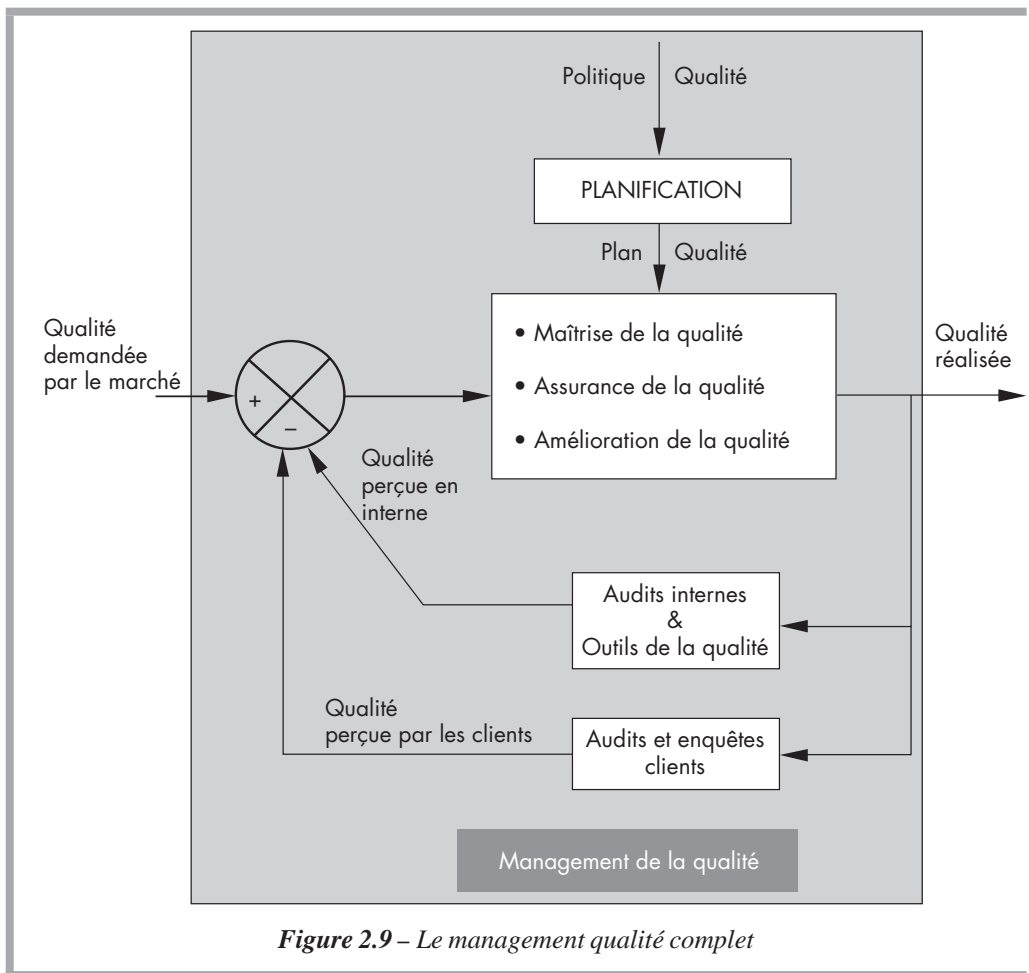 Politique Qualité
PLANIFICATION
Plan Qualité
Qualité
demandée
par le marché
+
–
• Maîtrise de la qualité
• Assurance de la qualité
• Amélioration de la qualité
Qualité
réalisée
Qualité
perçue en
interne
Audits internes
&
Outils de la qualité
Qualité
perçue par les clients
Audits et enquêtes
clients
Management de la qualité
Figure 2.9 – Le management qualité complet